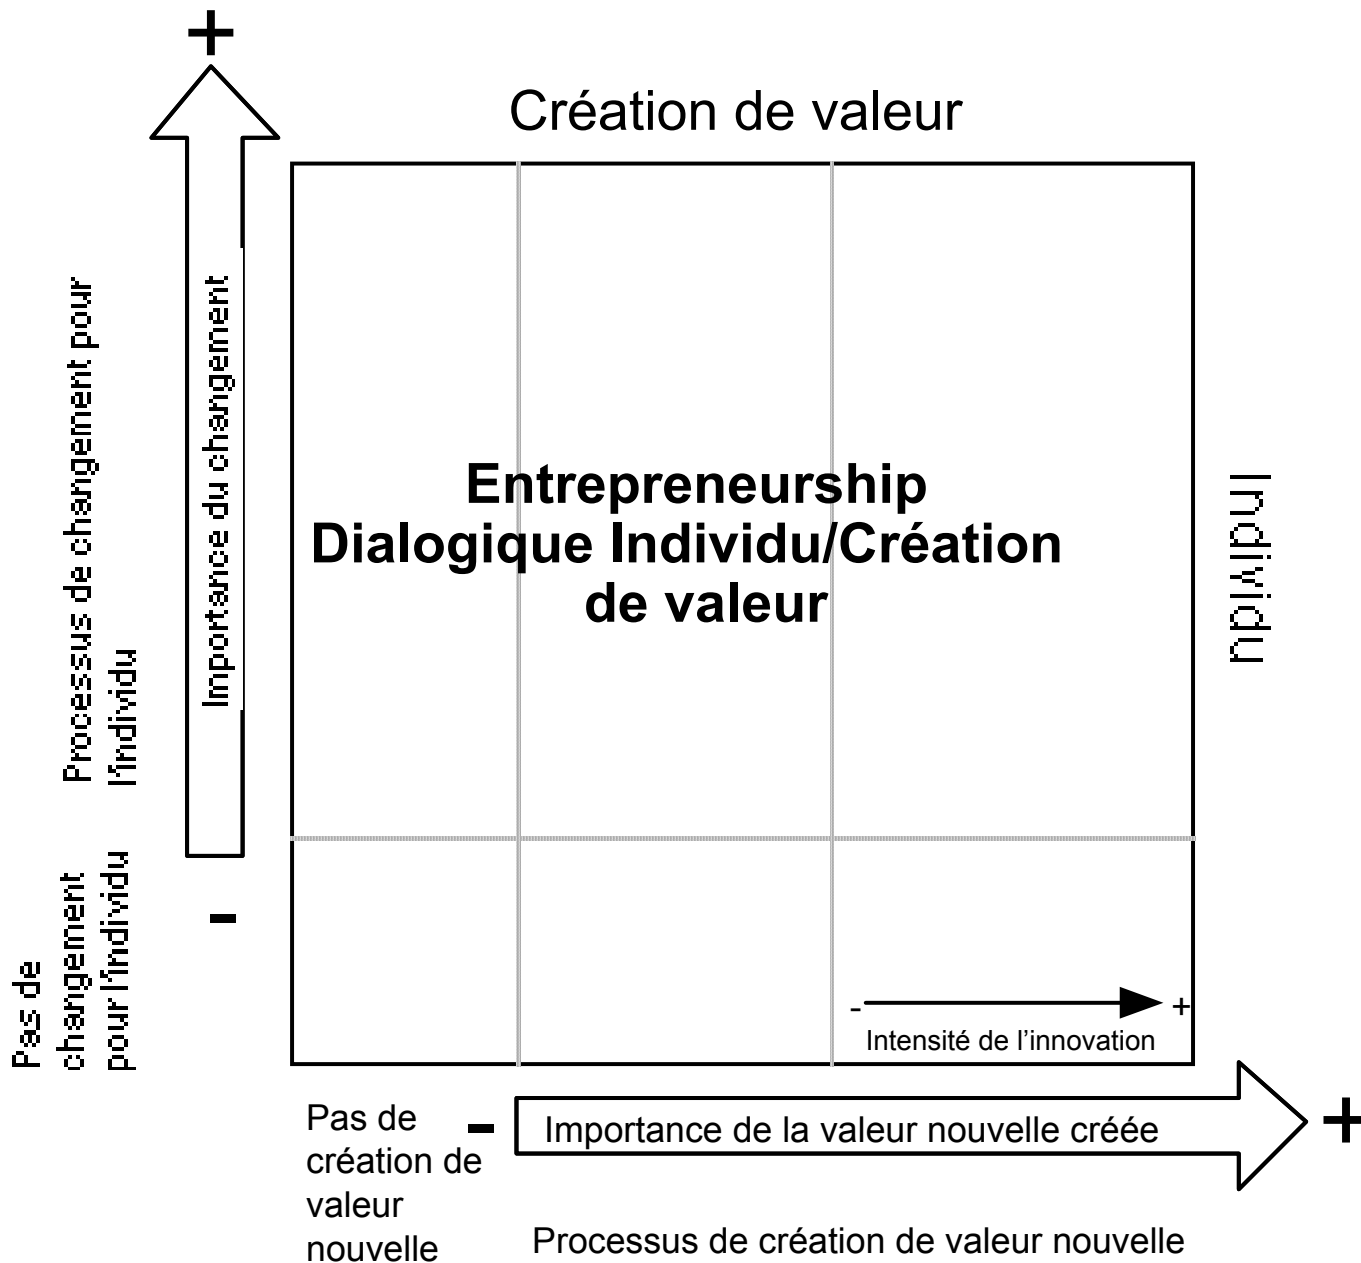 +
Création de valeur
Processus de changement pour
l'individu
Importance du changement
Entrepreneurship
Dialogique Individu/Création
de valeur
Individu
Pas de
changement
pour l'individu
-
- +
Intensité de l’innovation
Pas de
création de
valeur
nouvelle
-
Importance de la valeur nouvelle créée
+
Processus de création de valeur nouvelle